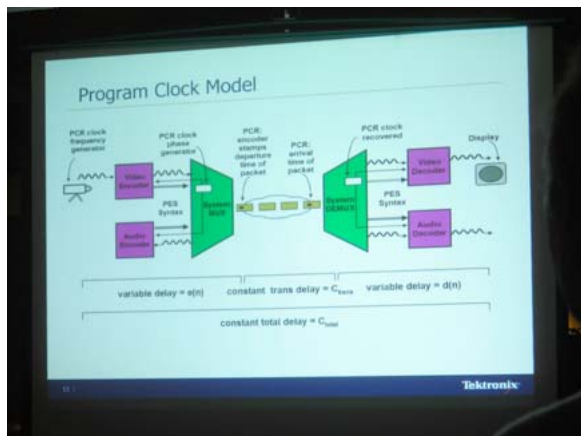 Program Clock Model
PCR clock
frequency
generator
PCR clock
phase
generator
PCR:
encoder
stamps
departure
time of
packet
PCR:
arrival
time of
packet
PCR clock
recovered
Display
Video
Encoder
System
MUX
System
DEMUX
Video
Decoder
PES
Syntax
PES
Syntax
Audio
Encoder
Audio
Decoder
variable delay = e(n)
constant trans delay = Ctrans
variable delay = d(n)
constant total delay = Ctotal
Tektronix